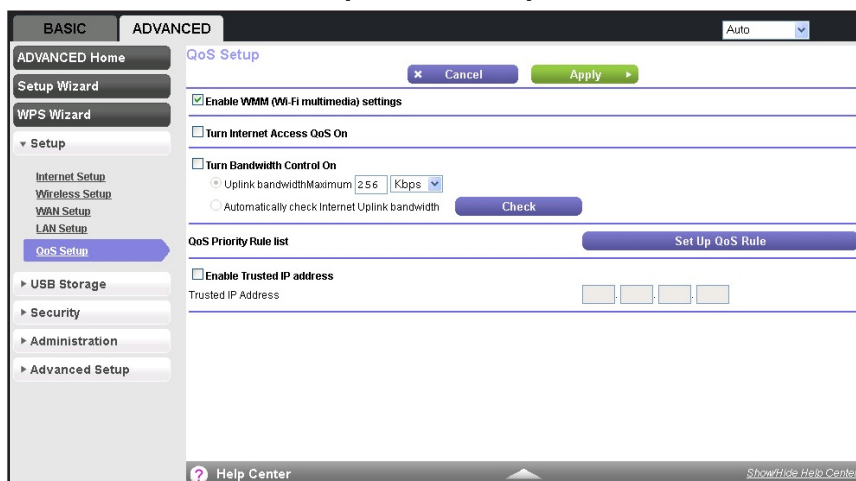 BASIC
ADVANCED
Auto
ADVANCED Home
Setup Wizard
WPS Wizard
Setup
Internet Setup
Wireless Setup
WAN Setup
LAN Setup
QoS Setup
USB Storage
Security
Administration
Advanced Setup
QoS Setup
Cancel
Apply
Enable WMM (Wi-Fi multimedia) settings
Turn Internet Access QoS On
Turn Bandwidth Control On
Uplink bandwidthMaximum 256 Kbps
Automatically check Internet Uplink bandwidth Check
QoS Priority Rule list Set Up QoS Rule
Enable Trusted IP address
Trusted IP Address . . .
Help Center
Show/Hide Help Center